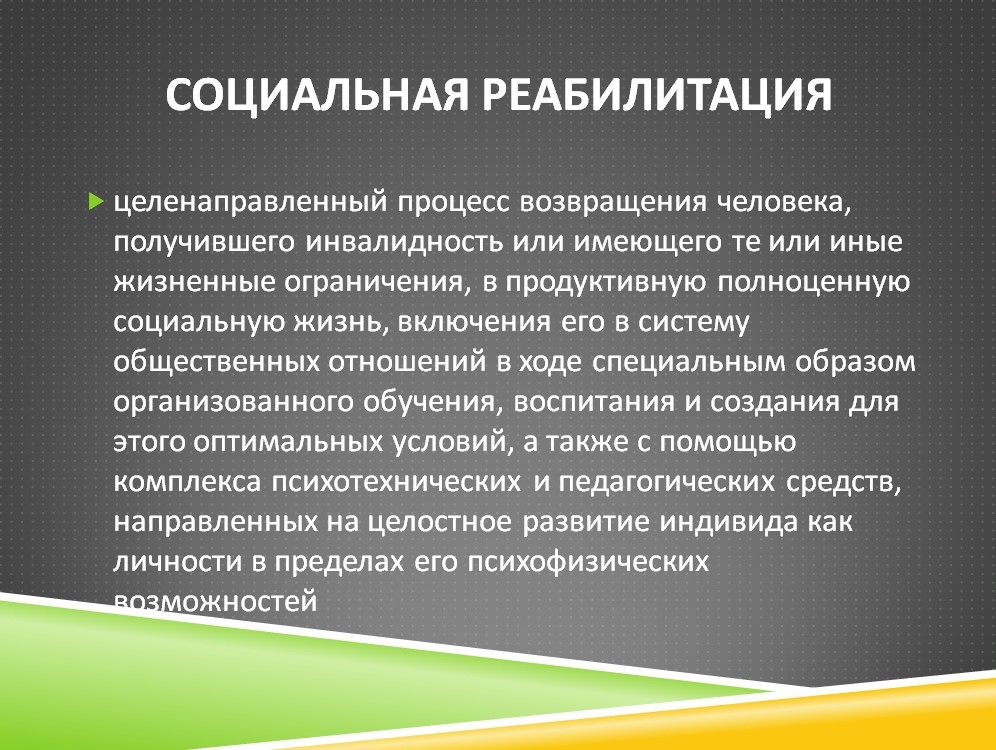 СОЦИАЛЬНАЯ РЕАБИЛИТАЦИЯ
целенаправленный процесс возвращения человека,
получившего инвалидность или имеющего те или иные
жизненные ограничения, в продуктивную полноценную
социальную жизнь, включения его в систему
общественных отношений в ходе специальным образом
организованного обучения, воспитания и создания для
этого оптимальных условий, а также с помощью
комплекса психотехнических и педагогических средств,
направленных на целостное развитие индивида как
личности в пределах его психофизических
возможностей